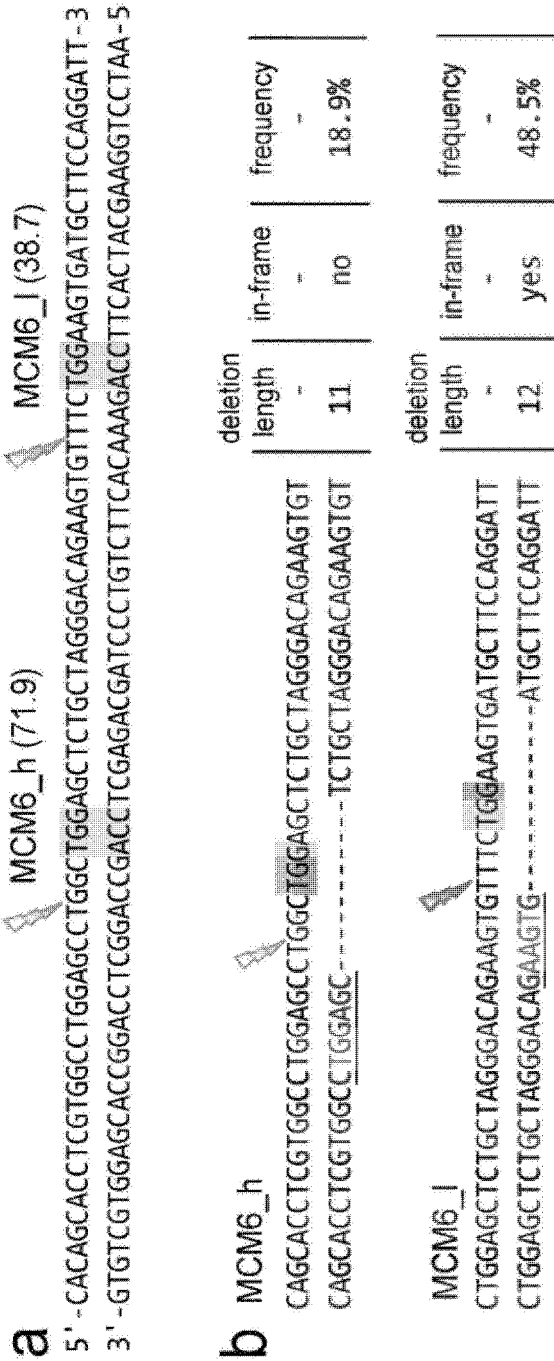 a
MCM6_h (71.9) MCM6_l (38.7)
5'-CACAGCACCTCGTGGCCTGGAGCCTGGCTGGAGCTCTGCTAGGGACAGAAGTGTTTCTGGAAGTGATGCTTCCAGGATT-3
3'-GTGTCGTGGAGCACCGGACCTCGGACCGACCTCGAGACGATCCCTGTCTTCACAAAGACCTTCACTACGAAGGTCCTAA-5
b
MCM6_h
deletion
length in-frame frequency
CAGCACCTCGTGGCCTGGAGCCTGGCTGGAGCTCTGCTAGGGACAGAAGTGT - - -
CAGCACCTCGTGGCCTGGAGC-----------TCTGCTAGGGACAGAAGTGT 11 no 18.9%
MCM6_l
deletion
length in-frame frequency
CTGGAGCTCTGCTAGGGACAGAAGTGTTTCTGGAAGTGATGCTTCCAGGATT - - -
CTGGAGCTCTGCTAGGGACAGAAGTG------------ATGCTTCCAGGATT 12 yes 48.5%